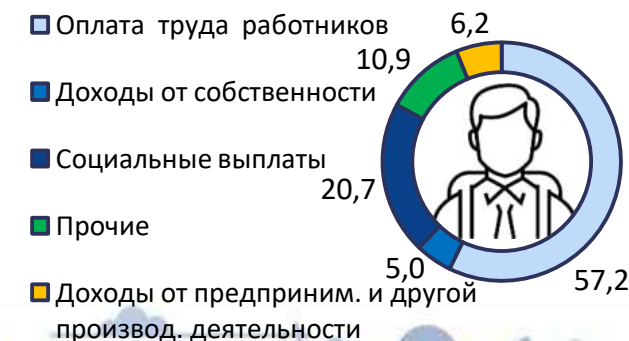 Оплата труда работников
6,2
10,9
Доходы от собственности
Социальные выплаты
20,7
Прочие
5,0
57,2
Доходы от предприним. и другой
производ. деятельности